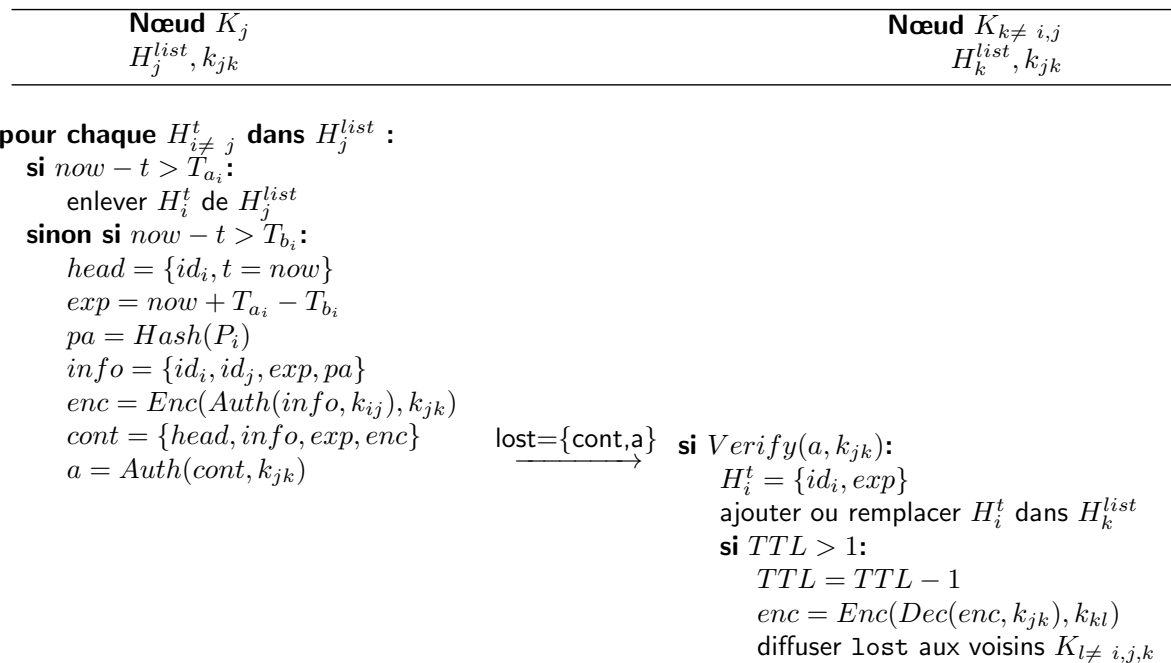 Nœud $K_j$
$H_j^{list}, k_{jk}$
Nœud $K_{k \neq i,j}$
$H_k^{list}, k_{jk}$
pour chaque $H_{i \neq j}^t$ dans $H_j^{list}$ :
si $now - t > T_{a_i}$:
enlever $H_i^t$ de $H_j^{list}$
sinon si $now - t > T_{b_i}$:
$head = \{id_i, t = now\}$
$exp = now + T_{a_i} - T_{b_i}$
$pa = Hash(P_i)$
$info = \{id_i, id_j, exp, pa\}$
$enc = Enc(Auth(info, k_{ij}), k_{jk})$
$cont = \{head, info, exp, enc\}$
$a = Auth(cont, k_{jk})$
lost={cont,a}
si $Verify(a, k_{jk})$:
$H_i^t = \{id_i, exp\}$
ajouter ou remplacer $H_i^t$ dans $H_k^{list}$
si $TTL > 1$:
$TTL = TTL - 1$
$enc = Enc(Dec(enc, k_{jk}), k_{kl})$
diffuser lost aux voisins $K_{l \neq i,j,k}$